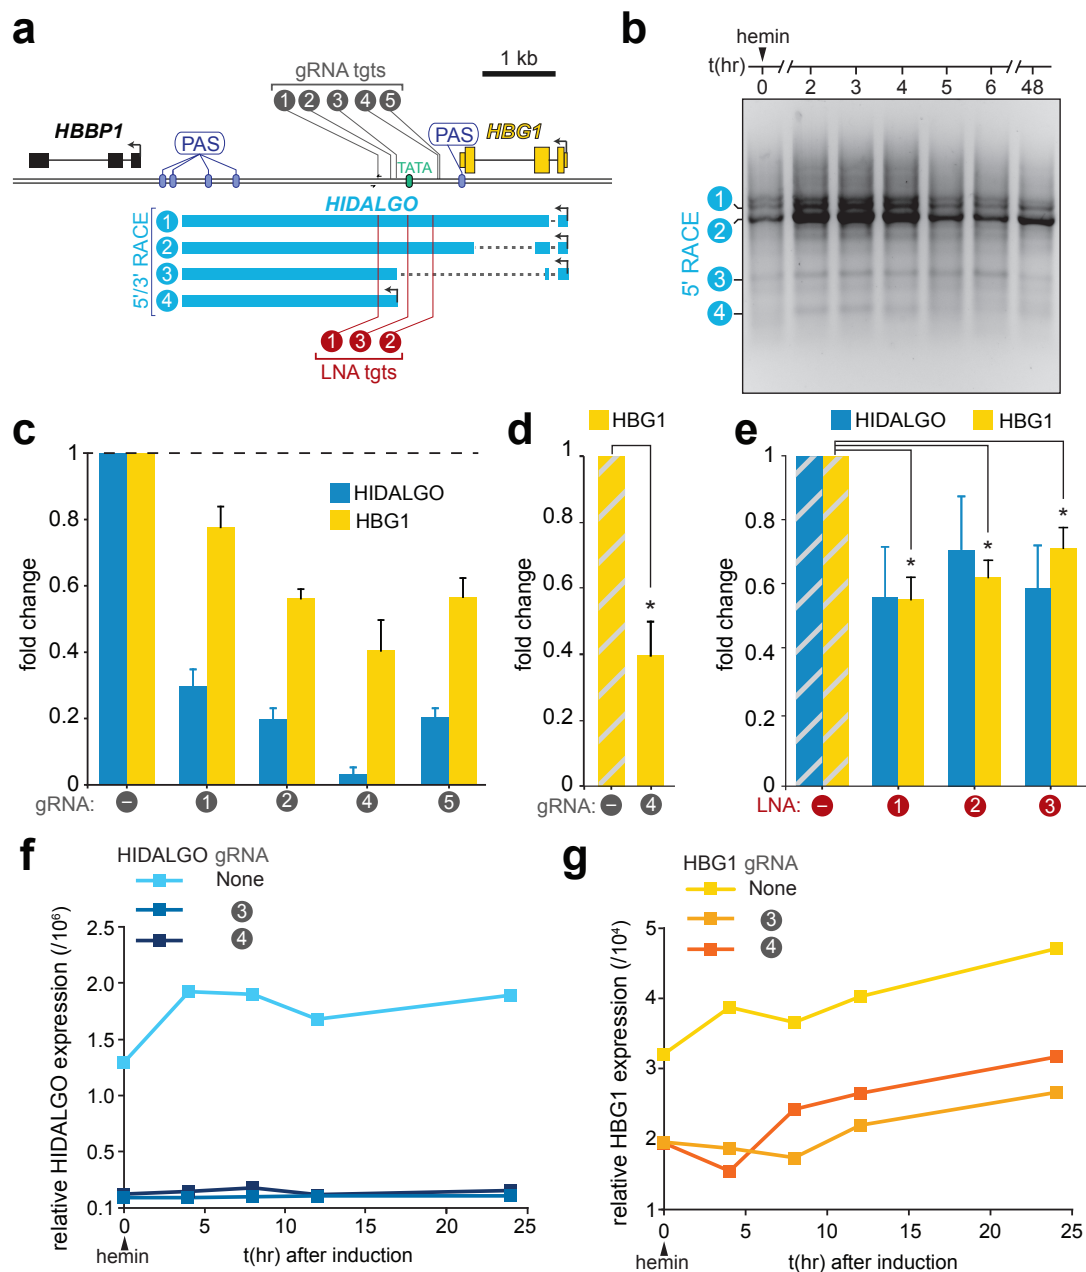 a
1 kb
gRNA tgts
1 2 3 4 5
HBBP1
PAS
PAS
HBG1
TATA
HIDALGO
5'/3' RACE
1
2
3
4
1 3 2
LNA tgts
b
hemin
t(hr)
0 2 3 4 5 6 48
5' RACE
1
2
3
4
c
fold change
1
0.8
0.6
0.4
0.2
0
HIDALGO
HBG1
gRNA: – 1 2 4 5
d
HBG1
fold change
1
0.8
0.6
0.4
0.2
0
*
gRNA: – 4
e
HIDALGO HBG1
fold change
1
0.8
0.6
0.4
0.2
0
* * *
LNA: – 1 2 3
f
HIDALGO gRNA
None
3
4
relative HIDALGO expression (/10⁶)
2.5
2.0
1.5
1.0
0.5
0.1
0 5 10 15 20 25
hemin
t(hr) after induction
g
HBG1 gRNA
None
3
4
relative HBG1 expression (/10⁴)
5
4
3
2
1
0 5 10 15 20 25
hemin
t(hr) after induction